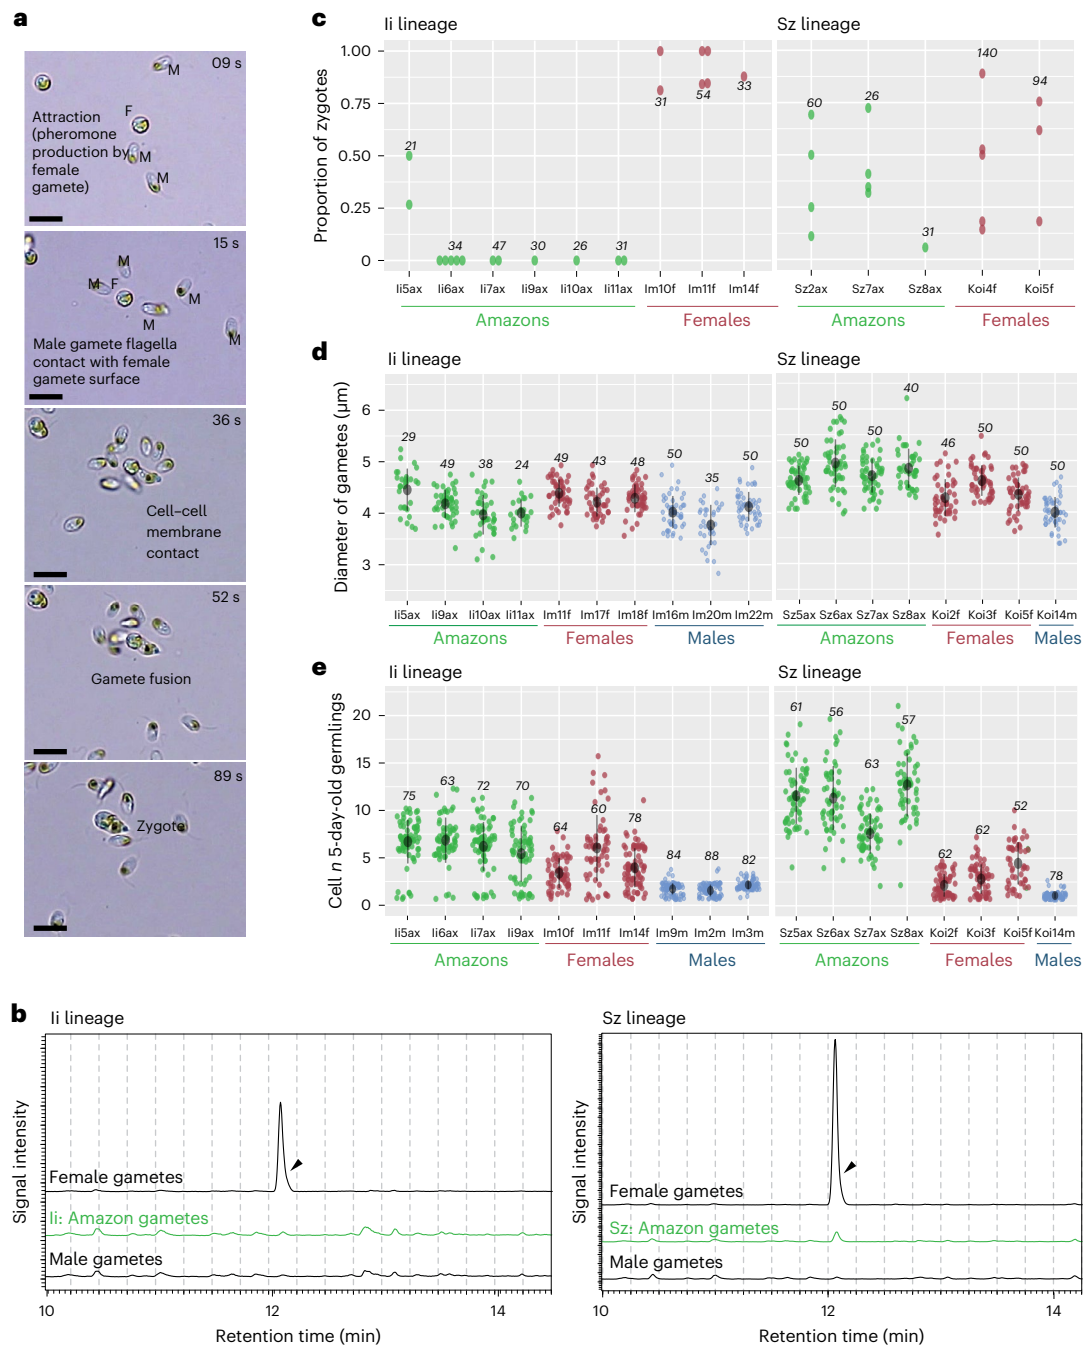 a
09 s
M
F
Attraction
(pheromone
production by
female
gamete)
M
M
15 s
M
M
F
M
M
M
Male gamete flagella
contact with female
gamete surface
36 s
Cell–cell
membrane
contact
52 s
Gamete fusion
89 s
Zygote
c
Ii lineage
Sz lineage
Proportion of zygotes
1.00
0.75
0.50
0.25
0
21
34
47
30
26
31
31
54
33
60
26
31
140
94
Ii5ax
Ii6ax
Ii7ax
Ii9ax
Ii10ax
Ii11ax
Im10f
Im11f
Im14f
Sz2ax
Sz7ax
Sz8ax
Koi4f
Koi5f
Amazons
Females
Amazons
Females
d
Ii lineage
Sz lineage
Diameter of gametes (µm)
6
5
4
3
29
49
38
24
49
43
48
50
35
50
50
50
50
40
46
50
50
50
Ii5ax
Ii9ax
Ii10ax
Ii11ax
Im11f
Im17f
Im18f
Im16m
Im20m
Im22m
Sz5ax
Sz6ax
Sz7ax
Sz8ax
Koi2f
Koi3f
Koi5f
Koi14m
Amazons
Females
Males
Amazons
Females
Males
e
Ii lineage
Sz lineage
Cell n 5-day-old germlings
20
15
10
5
0
75
63
72
70
64
60
78
84
88
82
61
56
63
57
62
62
52
78
Ii5ax
Ii6ax
Ii7ax
Ii9ax
Im10f
Im11f
Im14f
Im9m
Im2m
Im3m
Sz5ax
Sz6ax
Sz7ax
Sz8ax
Koi2f
Koi3f
Koi5f
Koi14m
Amazons
Females
Males
Amazons
Females
Males
b
Ii lineage
Signal intensity
Female gametes
Ii: Amazon gametes
Male gametes
10
12
14
Retention time (min)
Sz lineage
Signal intensity
Female gametes
Sz: Amazon gametes
Male gametes
10
12
14
Retention time (min)